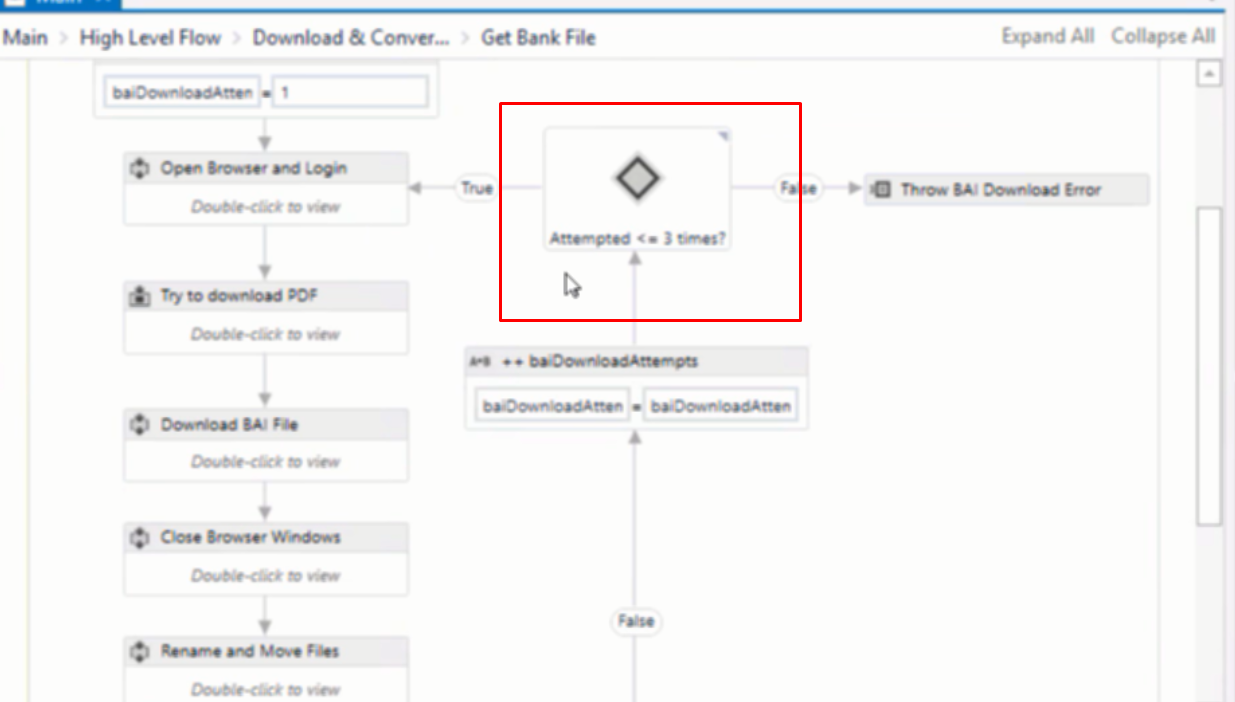 Main
Main > High Level Flow > Download & Conver... > Get Bank File
Expand All Collapse All
baiDownloadAtten = 1
Open Browser and Login
Double-click to view
True
Attempted <= 3 times?
False
Throw BAI Download Error
Try to download PDF
Double-click to view
A+B ++ baiDownloadAttempts
baiDownloadAtten = baiDownloadAtten
Download BAI File
Double-click to view
Close Browser Windows
Double-click to view
False
Rename and Move Files
Double-click to view